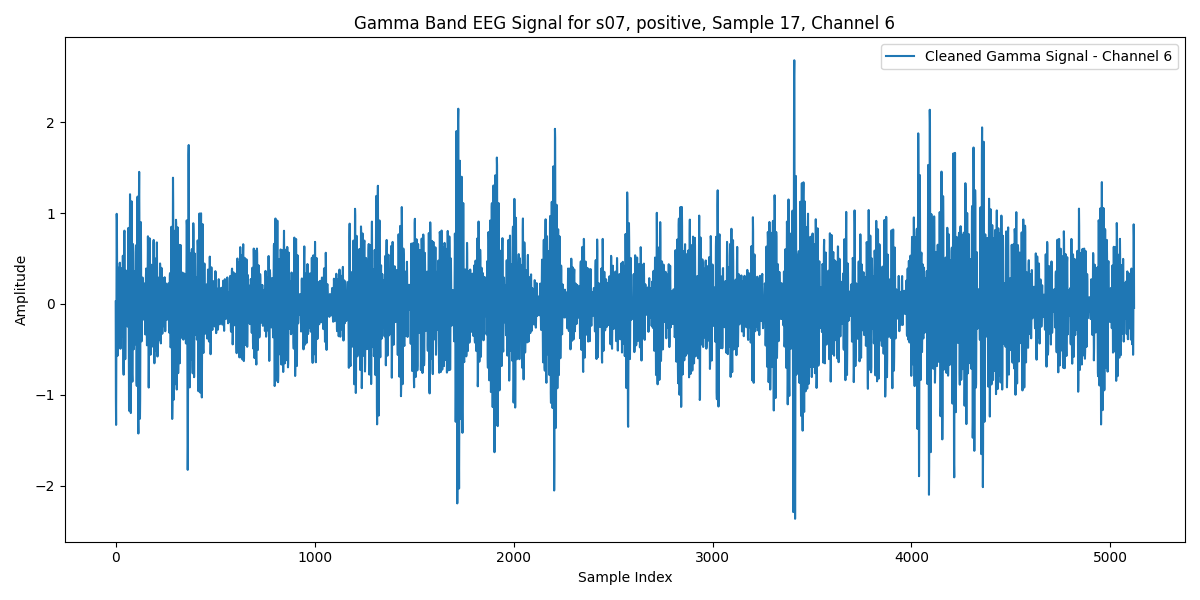 Gamma Band EEG Signal for s07, positive, Sample 17, Channel 6
Cleaned Gamma Signal - Channel 6
2
1
0
−1
−2
Amplitude
0 1000 2000 3000 4000 5000
Sample Index